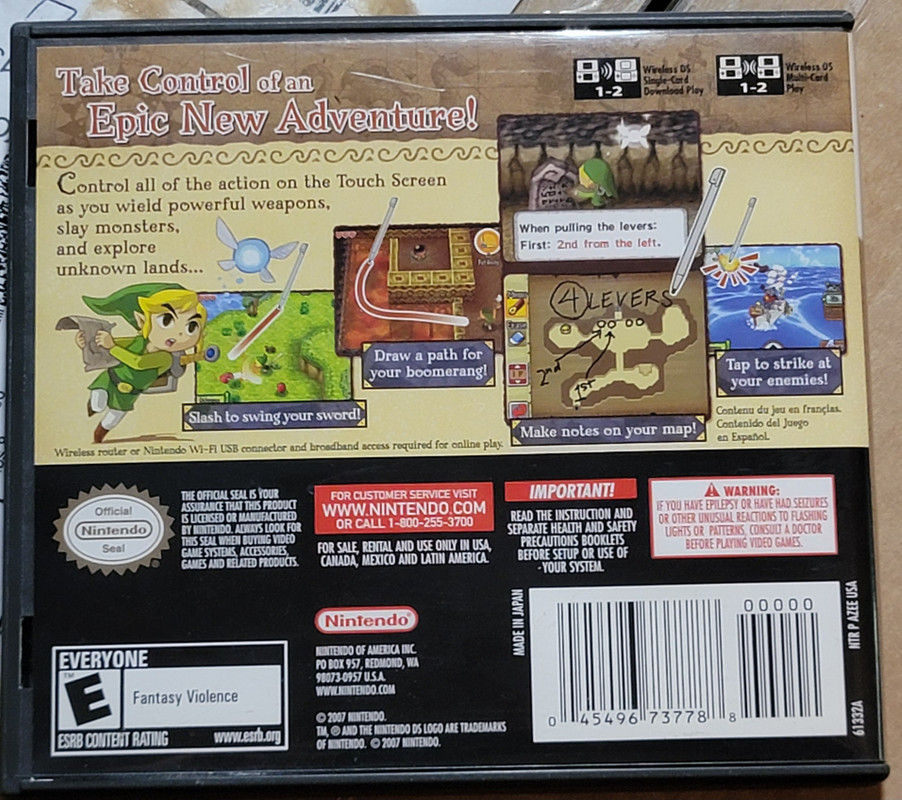 Take Control of an
Epic New Adventure!
Wireless DS
Single-Card
Download Play
1-2
Wireless DS
Multi-Card
Play
1-2
Control all of the action on the Touch Screen
as you wield powerful weapons,
slay monsters,
and explore
unknown lands...
When pulling the levers:
First: 2nd from the left.
4 LEVERS
2nd
1st
Slash to swing your sword!
Draw a path for
your boomerang!
Make notes on your map!
Tap to strike at
your enemies!
Contenu du jeu en français.
Contenido del Juego
en Español.
Wireless router or Nintendo Wi-Fi USB connector and broadband access required for online play.
Official
Nintendo
Seal
THE OFFICIAL SEAL IS YOUR
ASSURANCE THAT THIS PRODUCT
IS LICENSED OR MANUFACTURED
BY NINTENDO. ALWAYS LOOK FOR
THIS SEAL WHEN BUYING VIDEO
GAME SYSTEMS, ACCESSORIES,
GAMES AND RELATED PRODUCTS.
FOR CUSTOMER SERVICE VISIT
WWW.NINTENDO.COM
OR CALL 1-800-255-3700
FOR SALE, RENTAL AND USE ONLY IN USA,
CANADA, MEXICO AND LATIN AMERICA.
IMPORTANT!
READ THE INSTRUCTION AND
SEPARATE HEALTH AND SAFETY
PRECAUTIONS BOOKLETS
BEFORE SETUP OR USE OF
YOUR SYSTEM.
WARNING:
IF YOU HAVE EPILEPSY OR HAVE HAD SEIZURES
OR OTHER UNUSUAL REACTIONS TO FLASHING
LIGHTS OR PATTERNS, CONSULT A DOCTOR
BEFORE PLAYING VIDEO GAMES.
EVERYONE
E
TM
Fantasy Violence
ESRB CONTENT RATING www.esrb.org
Nintendo
NINTENDO OF AMERICA INC.
PO BOX 957, REDMOND, WA
98073-0957 U.S.A.
WWW.NINTENDO.COM
© 2007 NINTENDO.
TM, ® AND THE NINTENDO DS LOGO ARE TRADEMARKS
OF NINTENDO. © 2007 NINTENDO.
MADE IN JAPAN
00000
0 45496 73778 8
NTR P AZEE USA
61332A